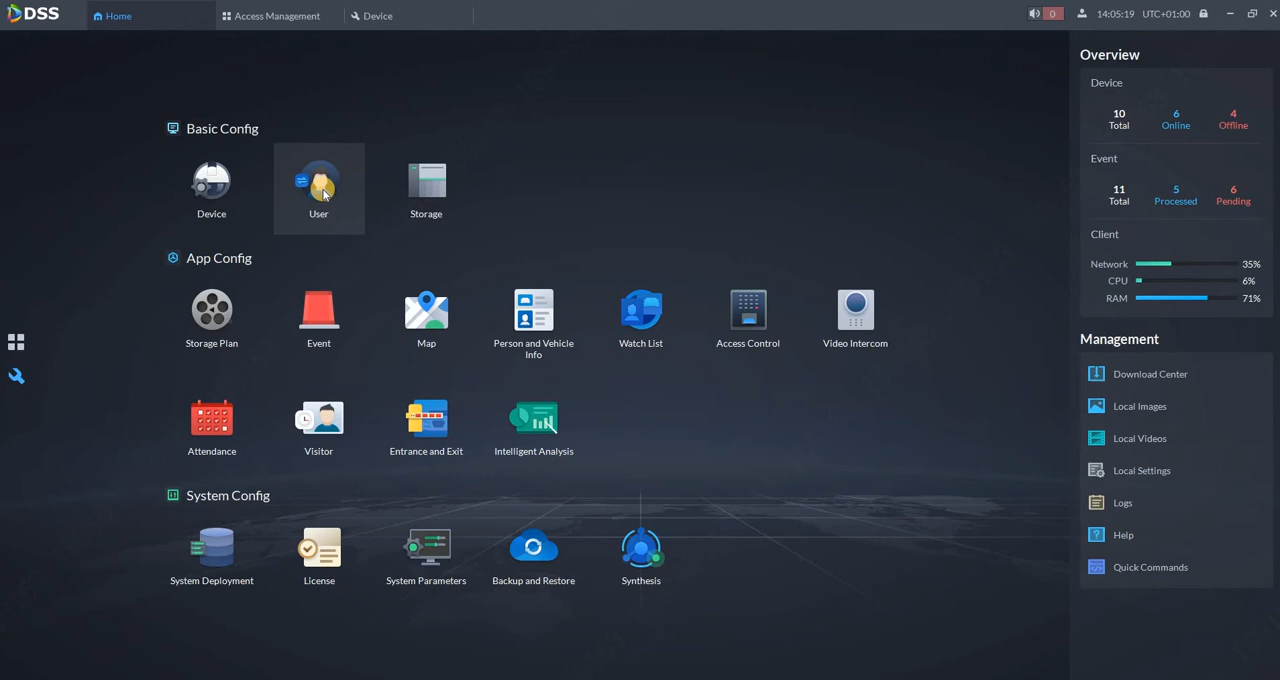 DSS
Home
Access Management
Device
0
14:05:19 UTC+01:00
Basic Config
Device
User
Storage
App Config
Storage Plan
Event
Map
Person and Vehicle
Info
Watch List
Access Control
Video Intercom
Attendance
Visitor
Entrance and Exit
Intelligent Analysis
System Config
System Deployment
License
System Parameters
Backup and Restore
Synthesis
Overview
Device
10 6 4
Total Online Offline
Event
11 5 6
Total Processed Pending
Client
Network 35%
CPU 6%
RAM 71%
Management
Download Center
Local Images
Local Videos
Local Settings
Logs
Help
Quick Commands